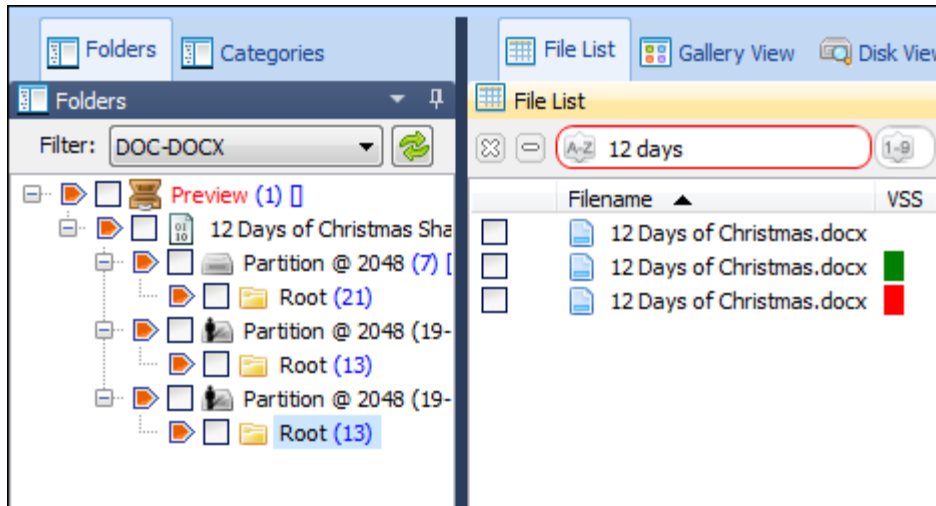 Folders
Categories
Folders
Filter: DOC-DOCX
Preview (1) []
12 Days of Christmas Sha
Partition @ 2048 (7) [
Root (21)
Partition @ 2048 (19-
Root (13)
Partition @ 2048 (19-
Root (13)
File List
Gallery View
Disk View
File List
A-Z 12 days 1-9
Filename VSS
12 Days of Christmas.docx
12 Days of Christmas.docx
12 Days of Christmas.docx